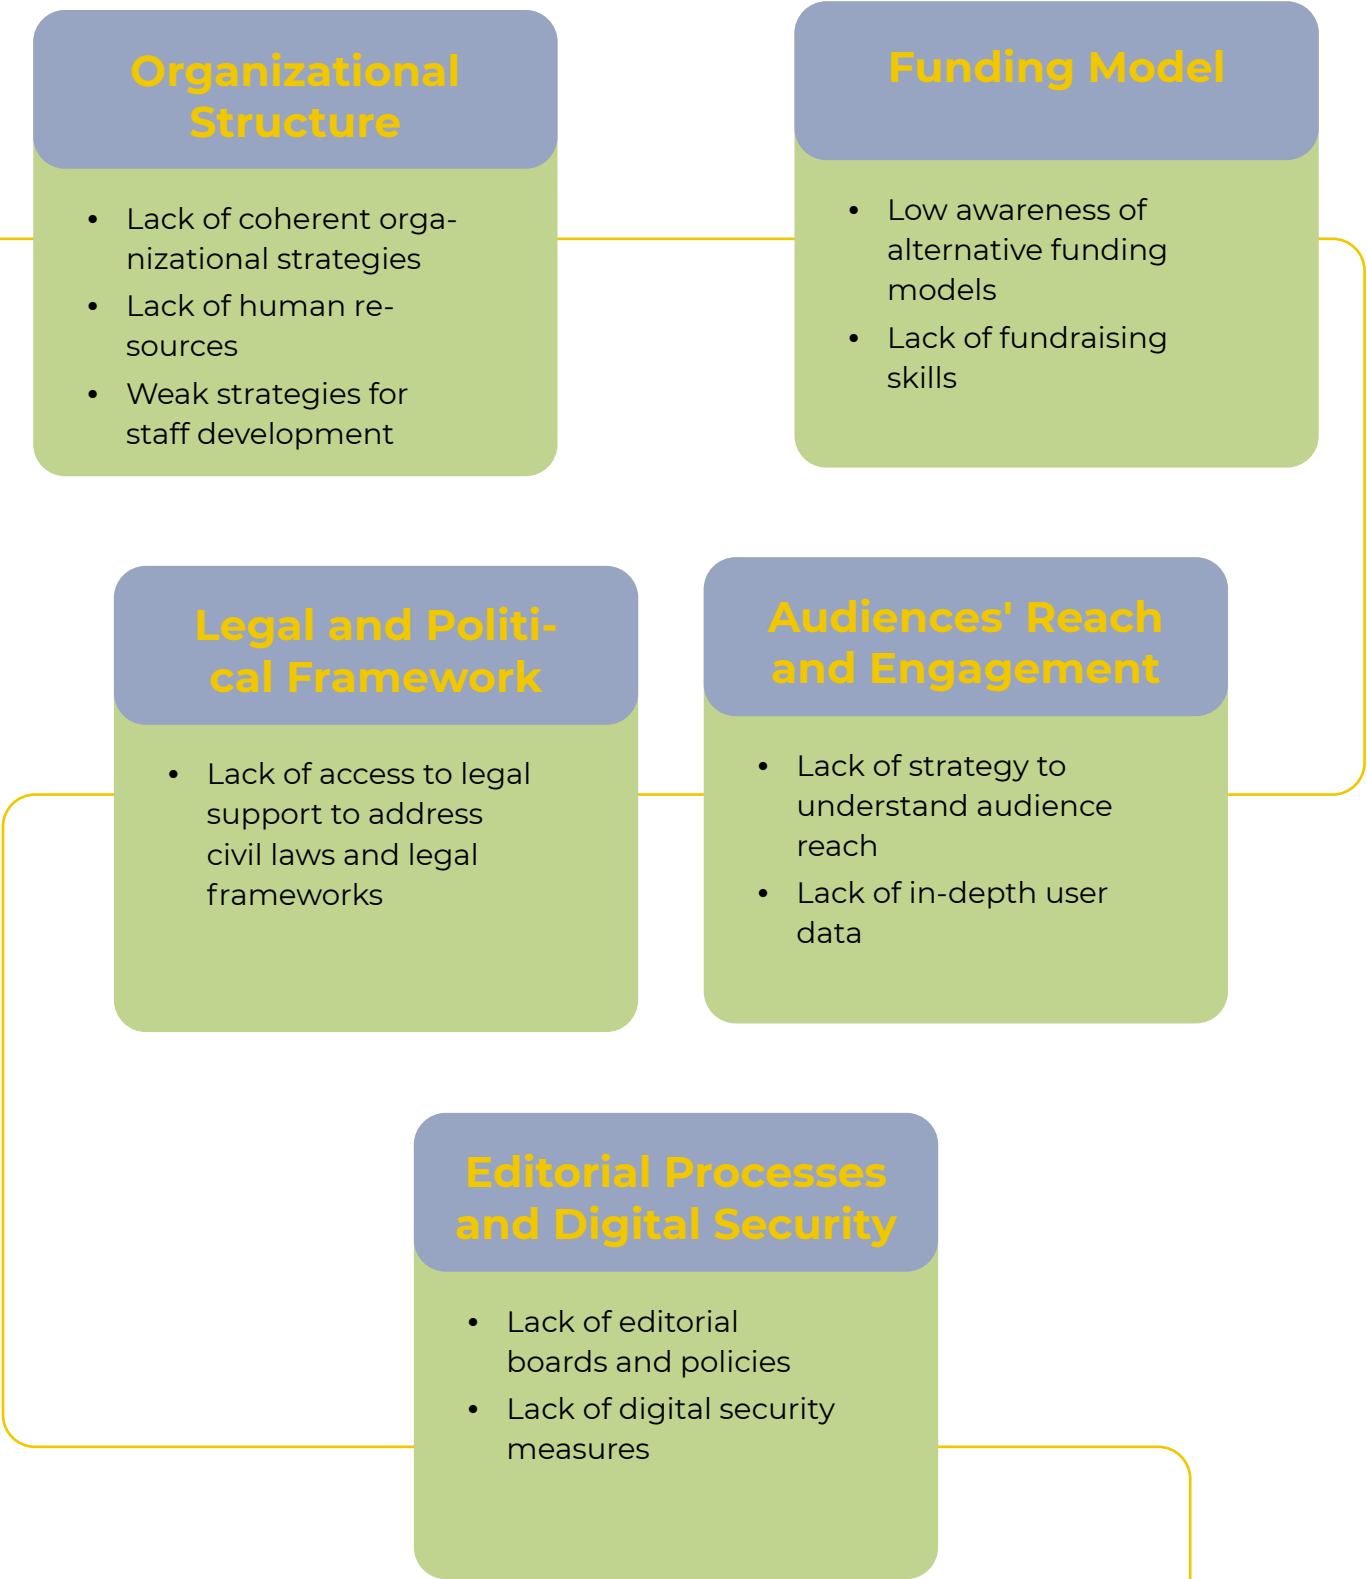 Organizational
Structure
• Lack of coherent orga-
nizational strategies
• Lack of human re-
sources
• Weak strategies for
staff development
Funding Model
• Low awareness of
alternative funding
models
• Lack of fundraising
skills
Legal and Politi-
cal Framework
• Lack of access to legal
support to address
civil laws and legal
frameworks
Audiences' Reach
and Engagement
• Lack of strategy to
understand audience
reach
• Lack of in-depth user
data
Editorial Processes
and Digital Security
• Lack of editorial
boards and policies
• Lack of digital security
measures